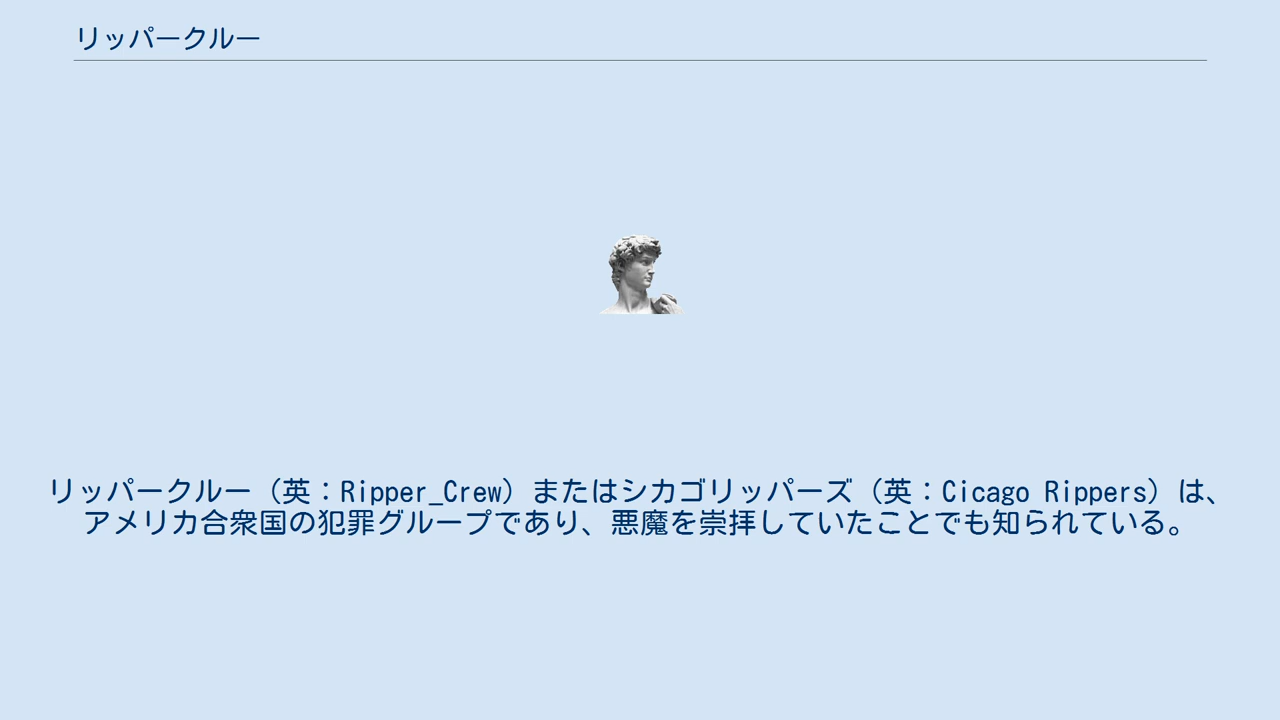 リッパークルー
リッパークルー（英：Ripper_Crew）またはシカゴリッパーズ（英：Cicago Rippers）は、
アメリカ合衆国の犯罪グループであり、悪魔を崇拝していたことでも知られている。